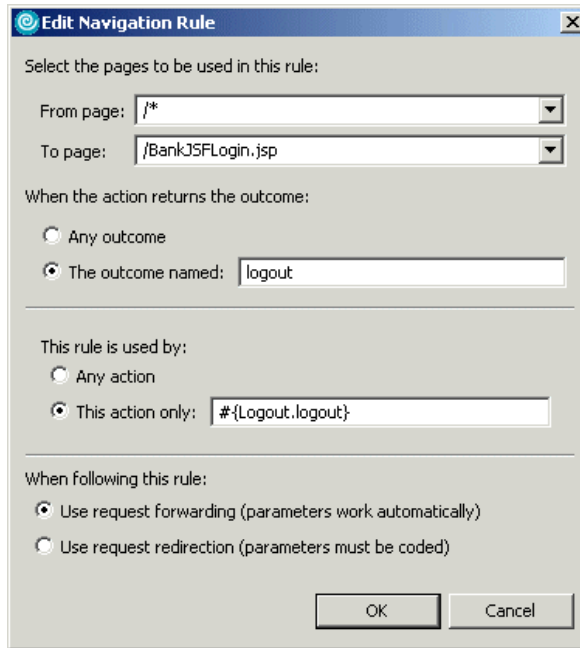 Edit Navigation Rule
Select the pages to be used in this rule:
From page: /*
To page: /BankJSFLogin.jsp
When the action returns the outcome:
Any outcome
The outcome named: logout
This rule is used by:
Any action
This action only: #{Logout.logout}
When following this rule:
Use request forwarding (parameters work automatically)
Use request redirection (parameters must be coded)
OK Cancel